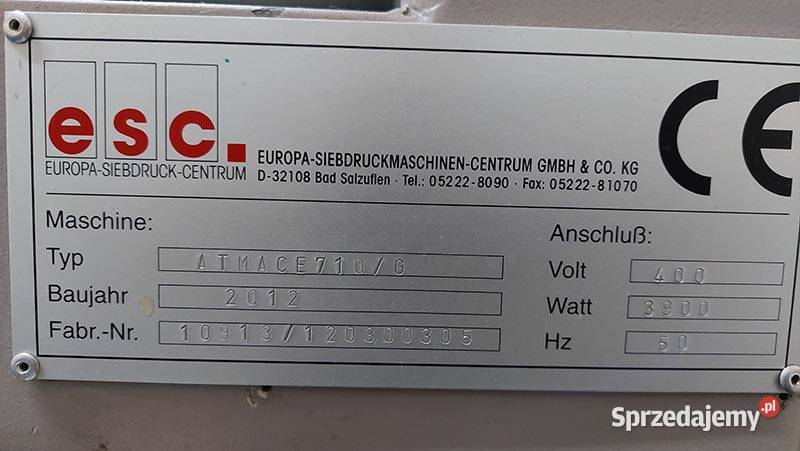 esc.
EUROPA-SIEBDRUCK-CENTRUM
EUROPA-SIEBDRUCKMASCHINEN-CENTRUM GMBH & CO. KG
D-32108 Bad Salzuflen · Tel.: 05222-8090 · Fax: 05222-81070
CE
Maschine:
Typ ATMACE710/G
Baujahr 2012
Fabr.-Nr. 10913/120300305
Anschluß:
Volt 400
Watt 3900
Hz 50
Sprzedajemy.pl